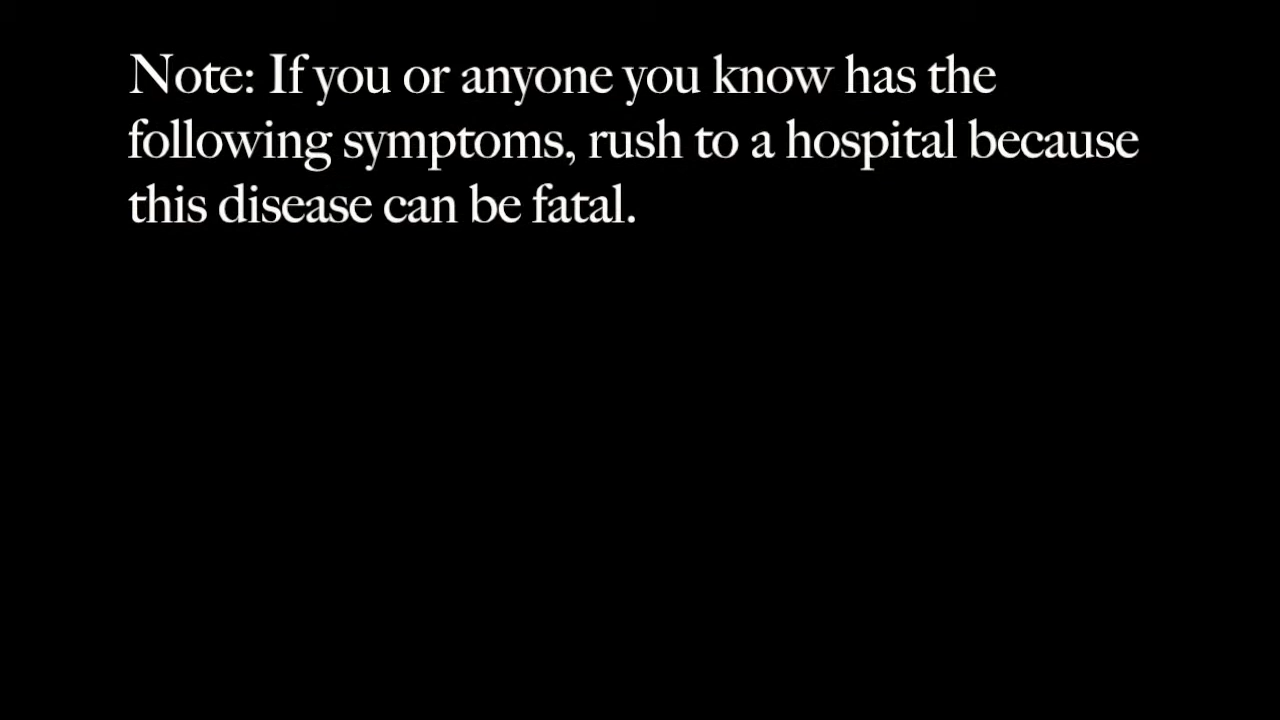 Note: If you or anyone you know has the
following symptoms, rush to a hospital because
this disease can be fatal.